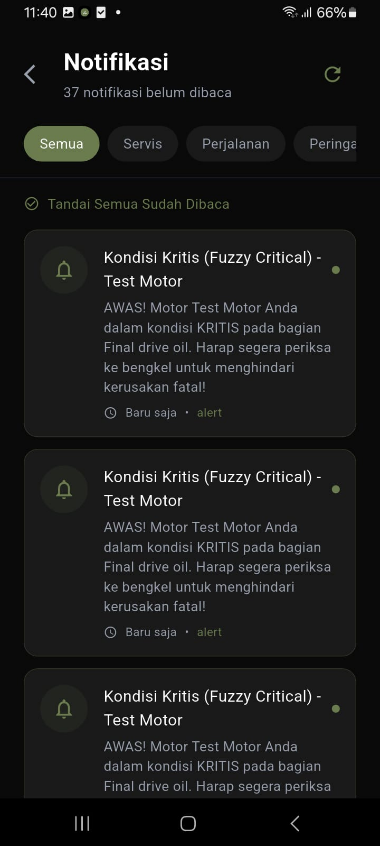 11:40
66%
Notifikasi
37 notifikasi belum dibaca
Semua
Servis
Perjalanan
Peringa
Tandai Semua Sudah Dibaca
Kondisi Kritis (Fuzzy Critical) -
Test Motor
AWAS! Motor Test Motor Anda
dalam kondisi KRITIS pada bagian
Final drive oil. Harap segera periksa
ke bengkel untuk menghindari
kerusakan fatal!
Baru saja • alert
Kondisi Kritis (Fuzzy Critical) -
Test Motor
AWAS! Motor Test Motor Anda
dalam kondisi KRITIS pada bagian
Final drive oil. Harap segera periksa
ke bengkel untuk menghindari
kerusakan fatal!
Baru saja • alert
Kondisi Kritis (Fuzzy Critical) -
Test Motor
AWAS! Motor Test Motor Anda
dalam kondisi KRITIS pada bagian
Final drive oil. Harap segera periksa